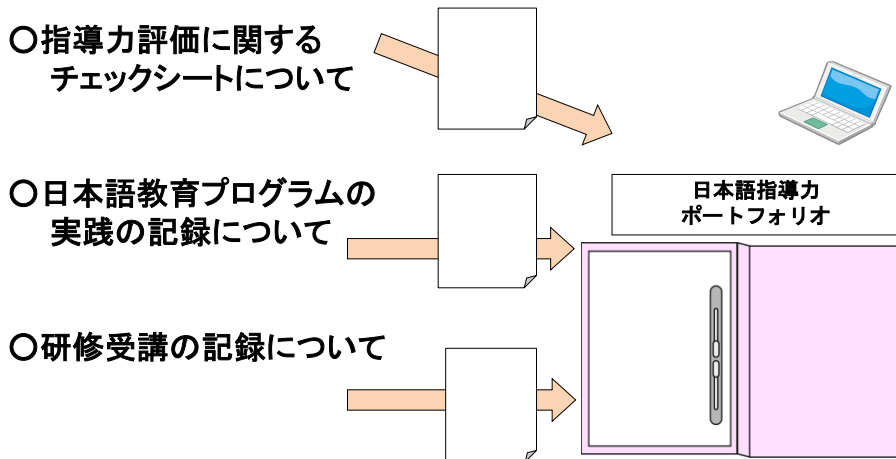 〇指導力評価に関する
チェックシートについて
〇日本語教育プログラムの
実践の記録について
日本語指導力
ポートフォリオ
〇研修受講の記録について